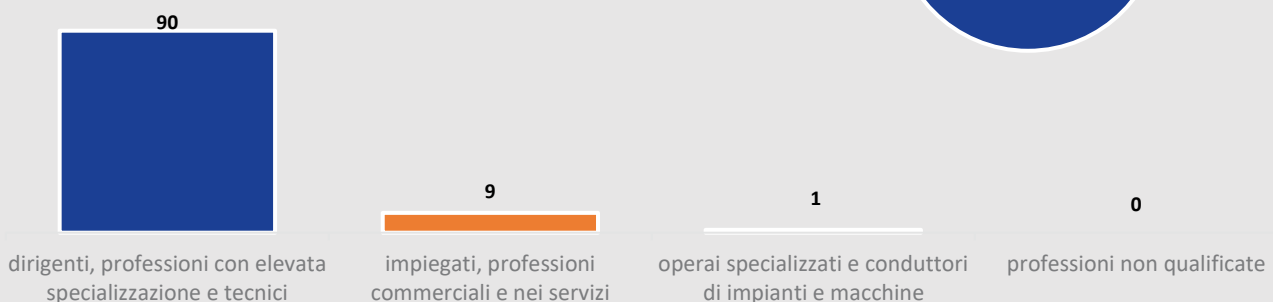 90
9
1
0
dirigenti, professioni con elevata
specializzazione e tecnici
impiegati, professioni
commerciali e nei servizi
operai specializzati e conduttori
di impianti e macchine
professioni non qualificate